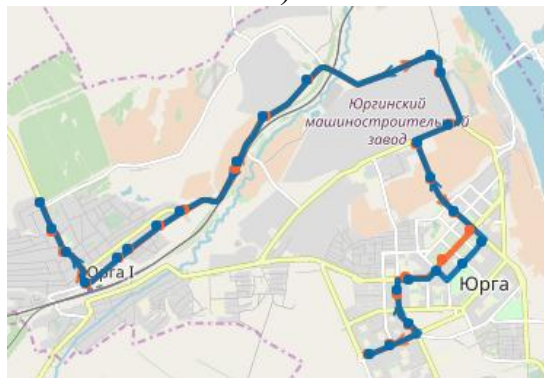 )
Юргинский
машиностроительный
завод
Юрга I
Юрга